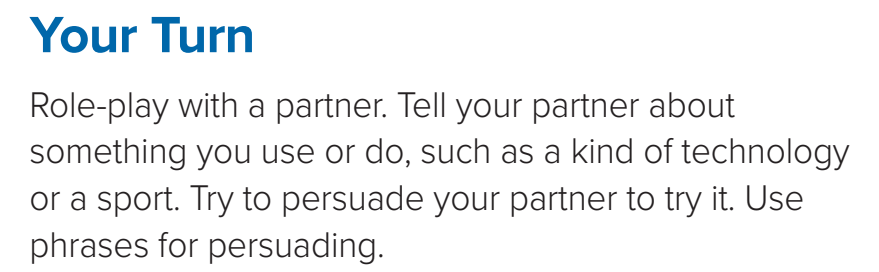 Your Turn
Role-play with a partner. Tell your partner about
something you use or do, such as a kind of technology
or a sport. Try to persuade your partner to try it. Use
phrases for persuading.